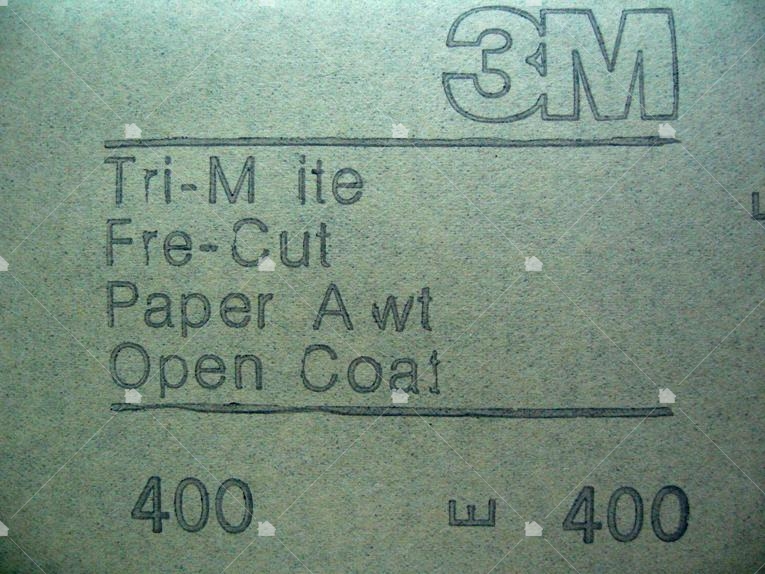 3M
Tri-M ite
Fre-Cut
Paper A wt
Open Coat
400 E 400